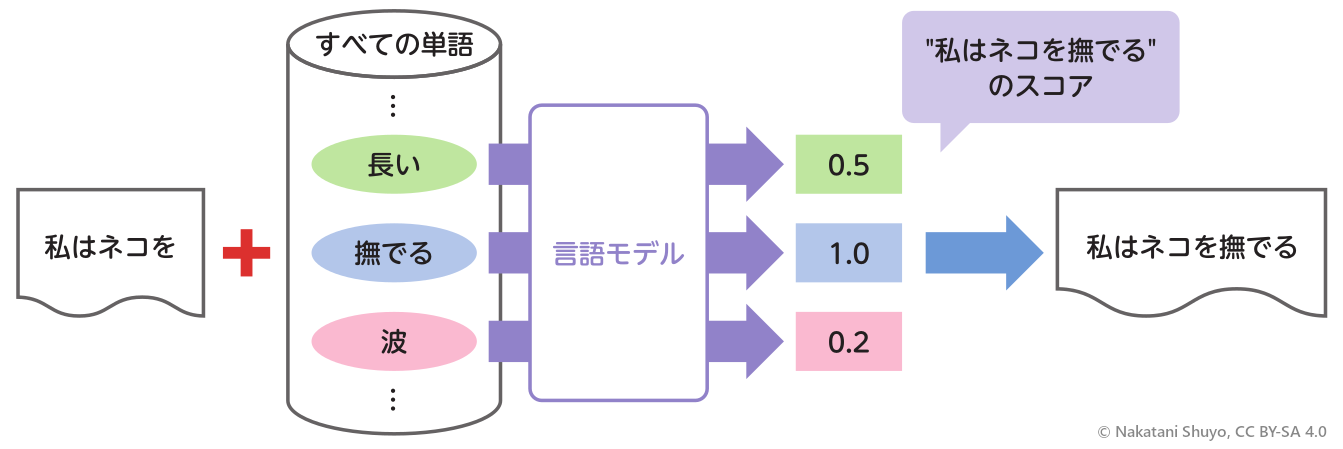 私はネコを
すべての単語
⋮
長い
撫でる
波
⋮
言語モデル
0.5
1.0
0.2
"私はネコを撫でる"
のスコア
私はネコを撫でる
© Nakatani Shuyo, CC BY-SA 4.0